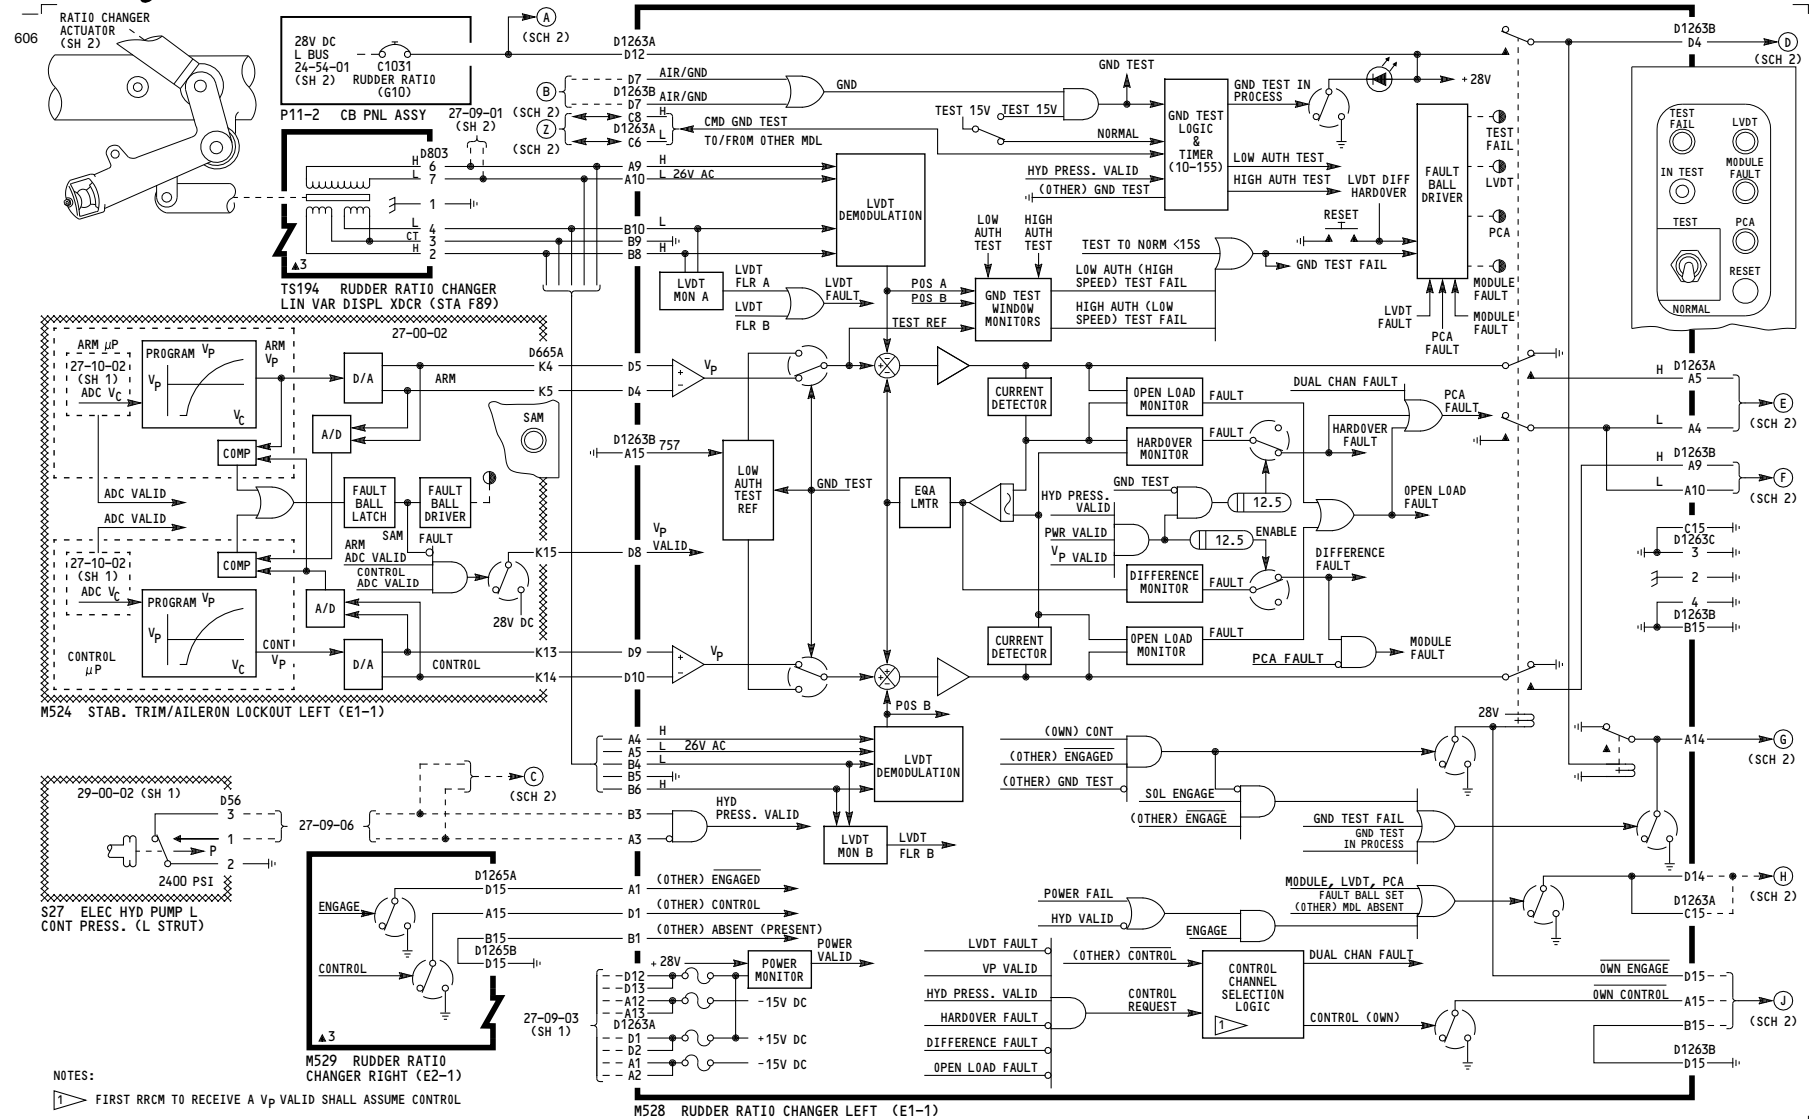 RATIO CHANGER
ACTUATOR
(SH 2)
606
28V DC
L BUS
24-54-01
(SH 2)
C1031
RUDDER RATIO
(G10)
P11-2 CB PNL ASSY
A
(SCH 2)
D1263A
D12
D7
D1263B
D7
AIR/GND
AIR/GND
B
(SCH 2)
Z
(SCH 2)
C8
D1263A
C6
H
L
CMD GND TEST
TO/FROM OTHER MDL
GND
GND TEST
TEST 15V
TEST 15V
NORMAL
GND TEST
LOGIC
&
TIMER
(10-155)
GND TEST IN
PROCESS
+28V
HYD PRESS. VALID
(OTHER) GND TEST
LOW AUTH TEST
HIGH AUTH TEST
LVDT DIFF
HARDOVER
RESET
FAULT
BALL
DRIVER
TEST
FAIL
LVDT
PCA
MODULE
FAULT
LVDT
FAULT
PCA
FAULT
MODULE
FAULT
D1263B
D4
D
(SCH 2)
TEST
FAIL
LVDT
IN TEST
MODULE
FAULT
TEST
PCA
RESET
NORMAL
27-09-01
(SH 2)
D803
H
6
L
7
1
L
4
CT
3
H
2
▲3
TS194 RUDDER RATIO CHANGER
LIN VAR DISPL XDCR (STA F89)
A9
H
A10
L 26V AC
B10
L
B9
B8
H
LVDT
DEMODULATION
LVDT
MON A
LVDT
FLR A
LVDT
FLR B
LVDT
FAULT
POS A
POS B
TEST REF
LOW
AUTH
TEST
HIGH
AUTH
TEST
GND TEST
WINDOW
MONITORS
TEST TO NORM <15S
LOW AUTH (HIGH
SPEED) TEST FAIL
HIGH AUTH (LOW
SPEED) TEST FAIL
GND TEST FAIL
27-00-02
ARM μP
27-10-02
(SH 1)
ADC VC
PROGRAM VP
VP
VC
ARM
VP
D/A
A/D
COMP
D665A
K4
ARM
K5
SAM
D5
D4
VP
ADC VALID
ADC VALID
FAULT
BALL
LATCH
FAULT
BALL
DRIVER
SAM
FAULT
ARM
ADC VALID
CONTROL
ADC VALID
K15
28V DC
COMP
A/D
27-10-02
(SH 1)
ADC VC
PROGRAM VP
VP
VC
CONT
VP
D/A
CONTROL
μP
CONTROL
K13
K14
M524 STAB. TRIM/AILERON LOCKOUT LEFT (E1-1)
D1263B
A15
757
LOW
AUTH
TEST
REF
GND TEST
D8
VP
VALID
D9
D10
VP
CURRENT
DETECTOR
OPEN LOAD
MONITOR
FAULT
HARDOVER
MONITOR
FAULT
DUAL CHAN FAULT
PCA
FAULT
HARDOVER
FAULT
EQA
LMTR
HYD PRESS.
VALID
GND TEST
12.5
PWR VALID
VP VALID
12.5
ENABLE
OPEN LOAD
FAULT
DIFFERENCE
MONITOR
FAULT
DIFFERENCE
FAULT
CURRENT
DETECTOR
OPEN LOAD
MONITOR
FAULT
PCA FAULT
MODULE
FAULT
D1263A
H
A5
L
A4
E
(SCH 2)
D1263B
H
A9
L
A10
F
(SCH 2)
C15
D1263C
3
2
4
D1263B
B15
POS B
LVDT
DEMODULATION
A4
H
A5
L
26V AC
B4
L
B5
B6
H
LVDT
MON B
LVDT
FLR B
B3
A3
HYD
PRESS. VALID
C
(SCH 2)
29-00-02 (SH 1)
D56
3
1
P
2
2400 PSI
27-09-06
S27 ELEC HYD PUMP L
CONT PRESS. (L STRUT)
(OWN) CONT
(OTHER) ENGAGED
(OTHER) GND TEST
SOL ENGAGE
(OTHER) ENGAGE
28V
A14
G
(SCH 2)
GND TEST FAIL
GND TEST
IN PROCESS
D1265A
D15
ENGAGE
A15
B15
D1265B
D15
CONTROL
▲3
M529 RUDDER RATIO
CHANGER RIGHT (E2-1)
A1
(OTHER) ENGAGED
D1
(OTHER) CONTROL
B1
(OTHER) ABSENT (PRESENT)
+28V
POWER
MONITOR
POWER
VALID
D12
D13
A12
A13
D1263A
D1
D2
A1
A2
27-09-03
(SH 1)
-15V DC
+15V DC
-15V DC
POWER FAIL
HYD VALID
ENGAGE
MODULE, LVDT, PCA
FAULT BALL SET
(OTHER) MDL ABSENT
D14
D1263A
C15
H
(SCH 2)
LVDT FAULT
VP VALID
HYD PRESS. VALID
HARDOVER FAULT
DIFFERENCE FAULT
OPEN LOAD FAULT
(OTHER) CONTROL
CONTROL
REQUEST
CONTROL
CHANNEL
SELECTION
LOGIC
1
DUAL CHAN FAULT
CONTROL (OWN)
OWN ENGAGE
D15
OWN CONTROL
A15
B15
D1263B
D15
J
(SCH 2)
NOTES:
1 FIRST RRCM TO RECEIVE A VP VALID SHALL ASSUME CONTROL
M528 RUDDER RATIO CHANGER LEFT (E1-1)